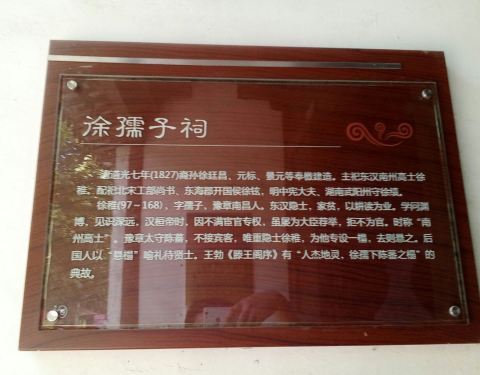 徐孺子祠
清道光七年(1827)裔孙徐廷昌、元标、景元等奉檄建造。主祀东汉南州高士徐
稚，配祀北宋工部尚书、东海郡开国侯徐铉，明中宪大夫、湖南武阳州守徐缓。
徐稚(97~168)，字孺子，豫章南昌人。东汉隐士，家贫，以耕读为业。学问渊
博，见识深远，汉桓帝时，因不满宦官专权，虽屡为大臣荐举，拒不为官。时称“南
州高士”。豫章太守陈蕃，不接宾客，唯重隐士徐稚，为他专设一榻，去则悬之。后
国人以“悬榻”喻礼待贤士，王勃《滕王阁序》有“人杰地灵，徐孺下陈蕃之榻”的
典故。